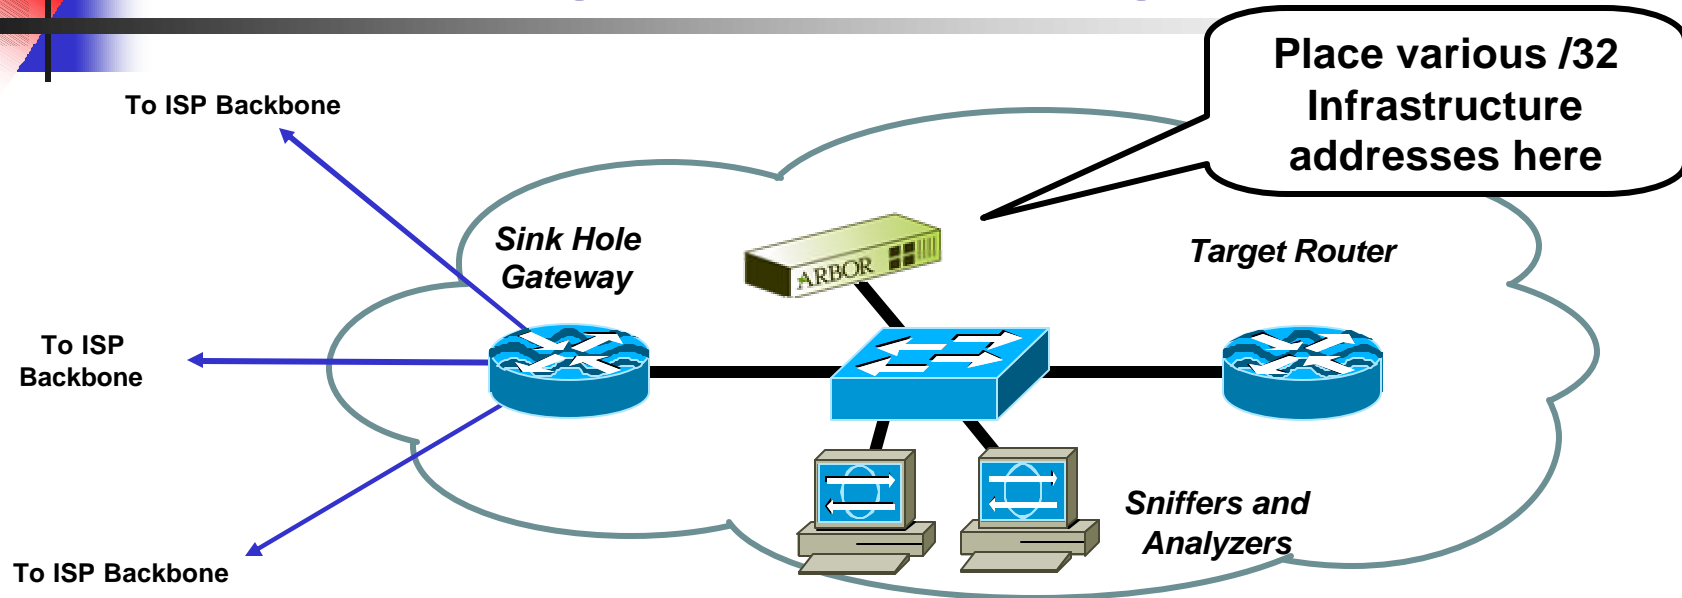 Place various /32
Infrastructure
addresses here
To ISP Backbone
Sink Hole
Gateway
ARBOR
Target Router
To ISP
Backbone
Sniffers and
Analyzers
To ISP Backbone